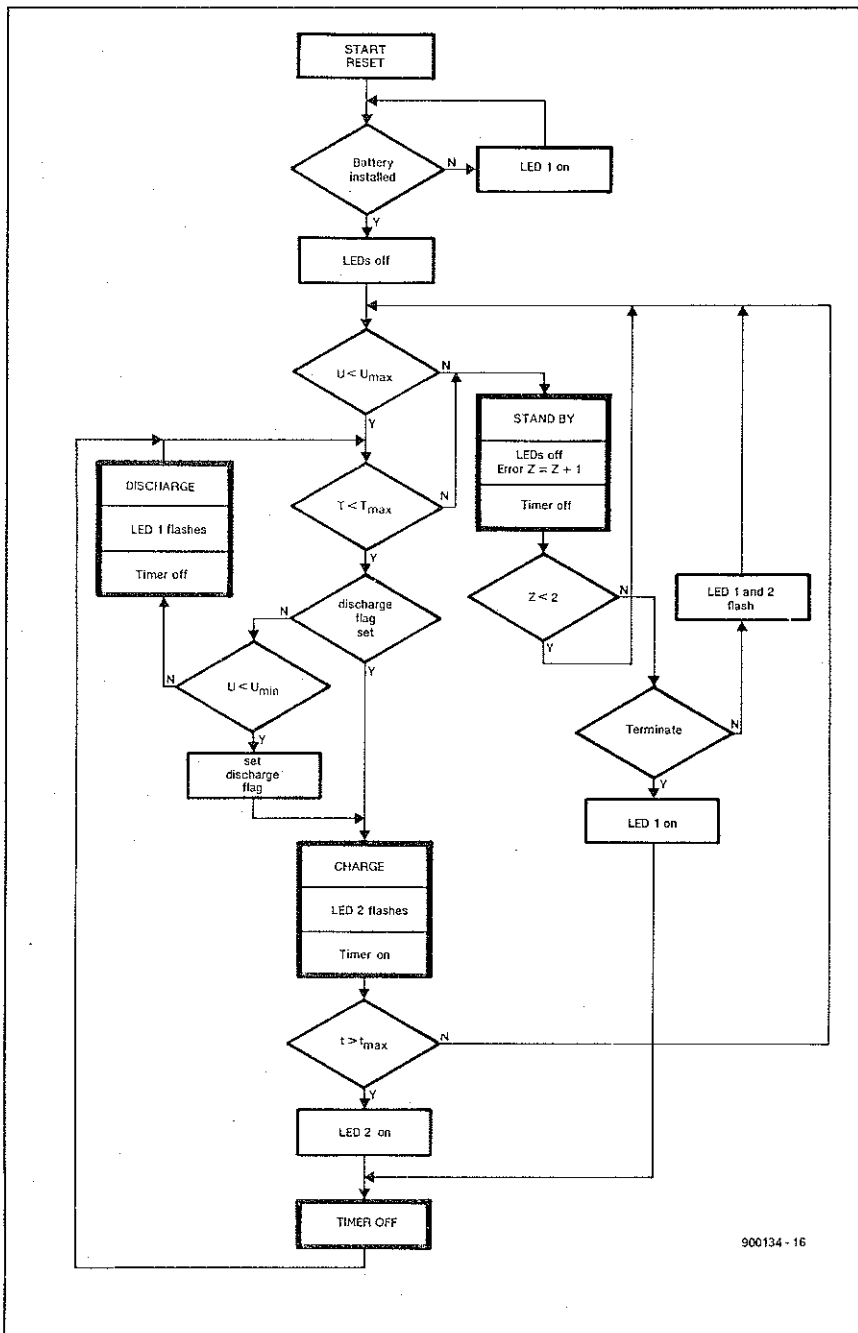 START
RESET
Battery
installed
N
LED 1 on
Y
LEDs off
U < Umax
N
Y
STAND BY
LEDs off
Error Z = Z + 1
Timer off
DISCHARGE
LED 1 flashes
Timer off
T < Tmax
N
Y
Z < 2
N
Y
LED 1 and 2
flash
discharge
flag
set
N
Y
U < Umin
N
Y
Terminate
N
Y
set
discharge
flag
LED 1 on
CHARGE
LED 2 flashes
Timer on
t > tmax
N
Y
LED 2 on
TIMER OFF
900134 - 16